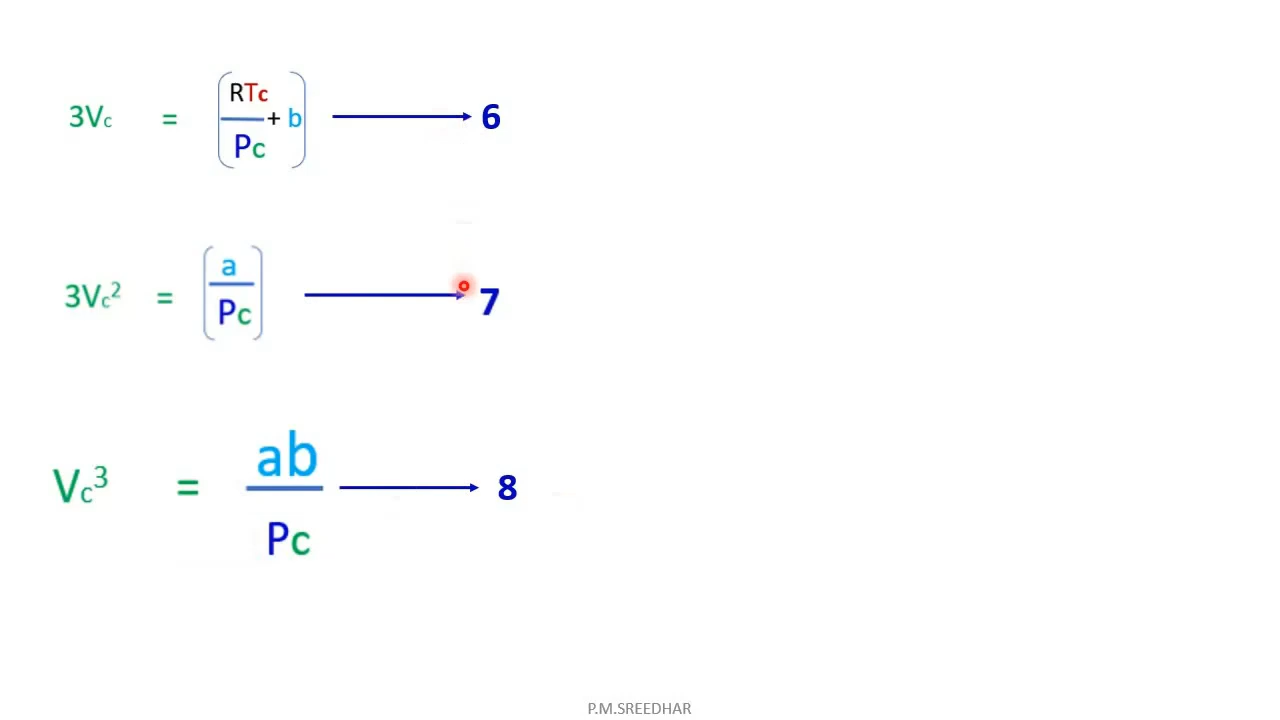 3Vc = (RTc/Pc + b) → 6
3Vc² = (a/Pc) → 7
Vc³ = ab/Pc → 8
P.M.SREEDHAR